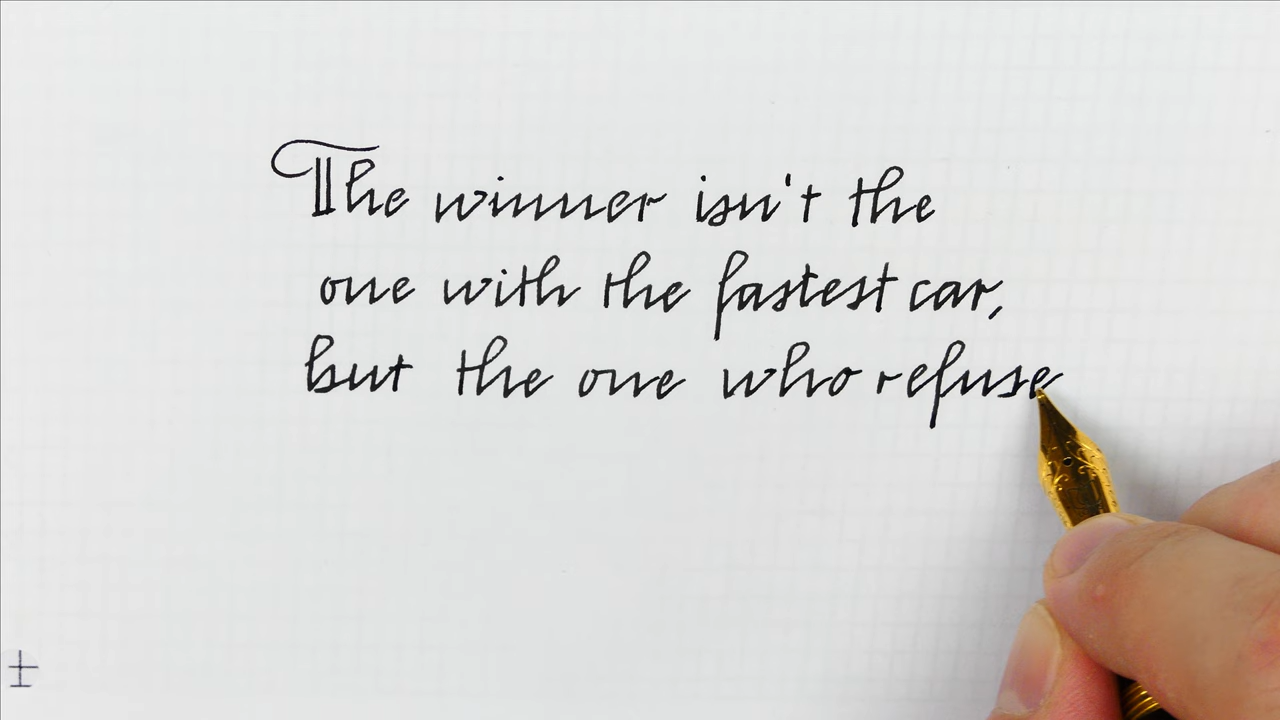 The winner isn't the
one with the fastest car,
but the one who refuse